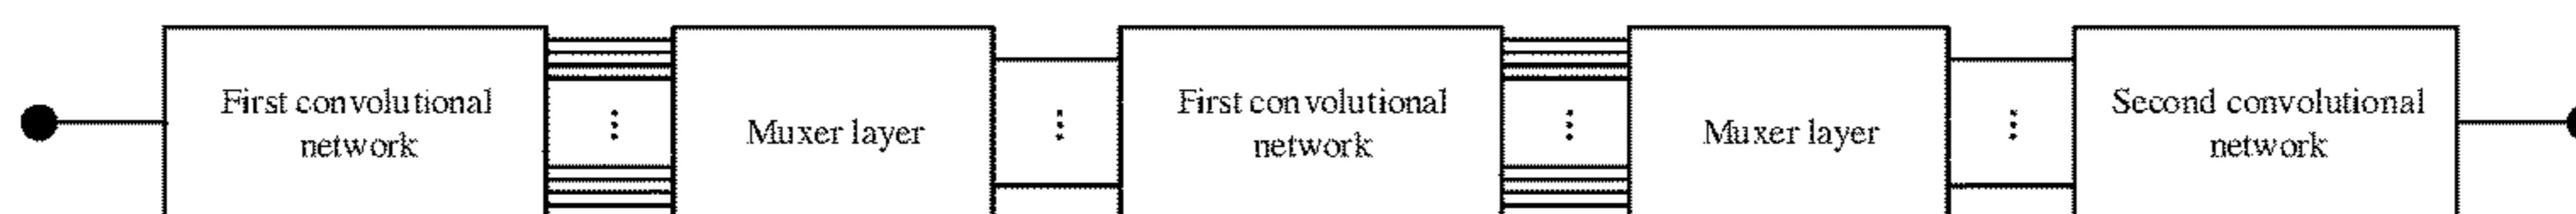 First convolutional
network
Muxer layer
First convolutional
network
Muxer layer
Second convolutional
network